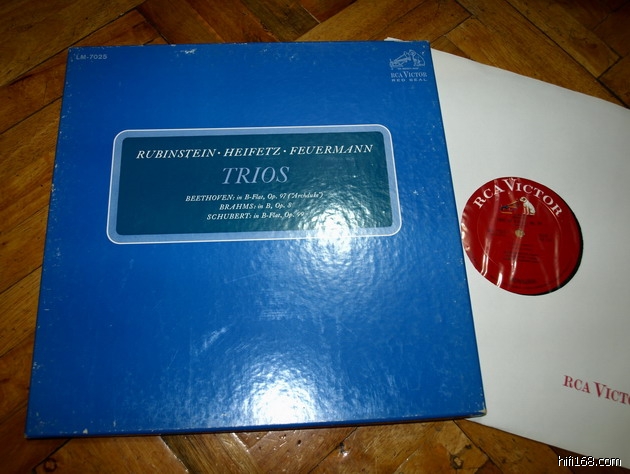 LM-7025
RCA VICTOR
RED SEAL
RUBINSTEIN · HEIFETZ · FEUERMANN
TRIOS
BEETHOVEN: in B-Flat, Op. 97 ("Archduke")
BRAHMS: in B, Op. 8
SCHUBERT: in B-Flat, Op. 99
RCA VICTOR
RCA VICTO
hifi168.com